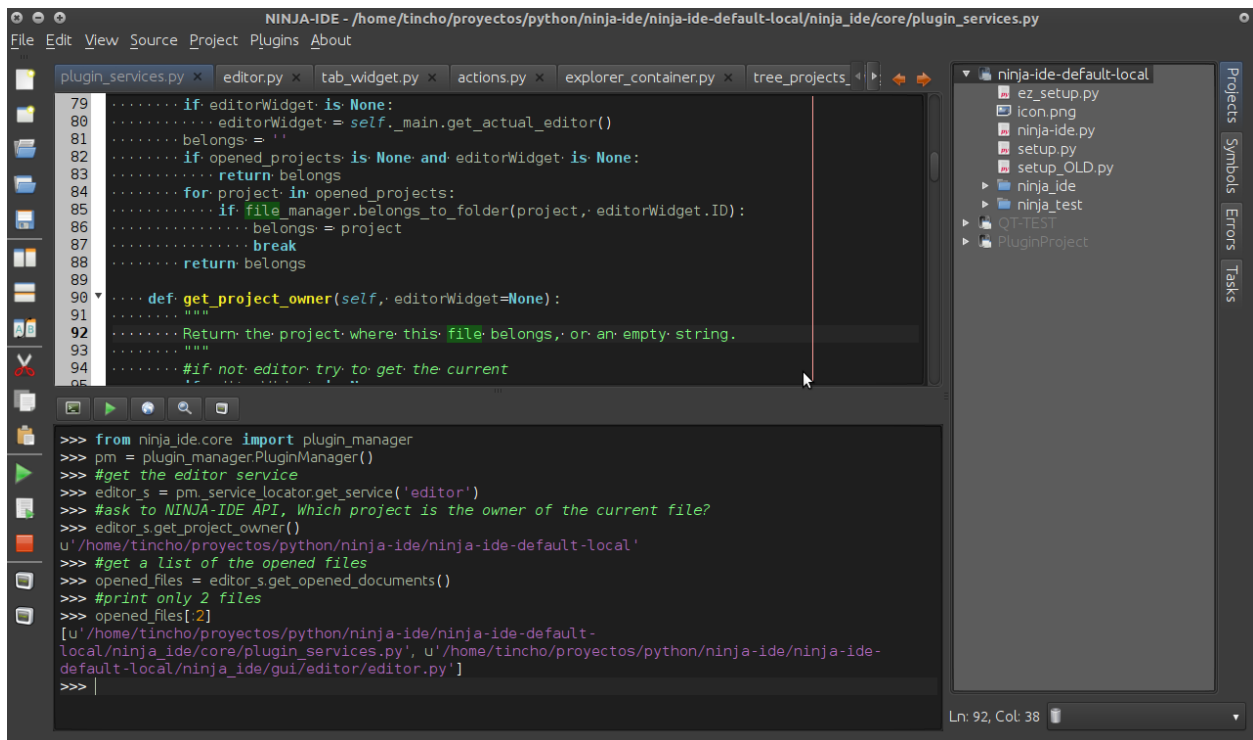 NINJA-IDE - /home/tincho/proyectos/python/ninja-ide/ninja-ide-default-local/ninja_ide/core/plugin_services.py
File Edit View Source Project Plugins About
plugin_services.py × editor.py × tab_widget.py × actions.py × explorer_container.py × tree_projects_
79 if editorWidget is None:
80 editorWidget = self._main.get_actual_editor()
81 belongs = ''
82 if opened_projects is None and editorWidget is None:
83 return belongs
84 for project in opened_projects:
85 if file_manager.belongs_to_folder(project, editorWidget.ID):
86 belongs = project
87 break
88 return belongs
89
90 def get_project_owner(self, editorWidget=None):
91 """
92 Return the project where this file belongs, or an empty string.
93 """
94 #if not editor try to get the current
95
>>> from ninja_ide.core import plugin_manager
>>> pm = plugin_manager.PluginManager()
>>> #get the editor service
>>> editor_s = pm._service_locator.get_service('editor')
>>> #ask to NINJA-IDE API, Which project is the owner of the current file?
>>> editor_s.get_project_owner()
u'/home/tincho/proyectos/python/ninja-ide/ninja-ide-default-local'
>>> #get a list of the opened files
>>> opened_files = editor_s.get_opened_documents()
>>> #print only 2 files
>>> opened_files[:2]
[u'/home/tincho/proyectos/python/ninja-ide/ninja-ide-default-
local/ninja_ide/core/plugin_services.py', u'/home/tincho/proyectos/python/ninja-ide/ninja-ide-
default-local/ninja_ide/gui/editor/editor.py']
>>>
ninja-ide-default-local
ez_setup.py
icon.png
ninja-ide.py
setup.py
setup_OLD.py
ninja_ide
ninja_test
QT-TEST
PluginProject
Projects
Symbols
Errors
Tasks
Ln: 92, Col: 38
A B